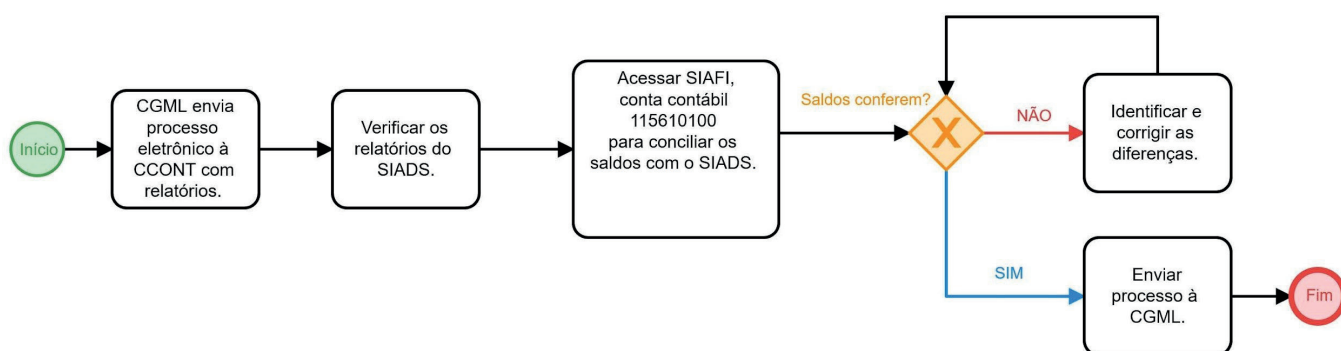 Início
CGML envia
processo
eletrônico à
CCONT com
relatórios.
Verificar os
relatórios do
SIADS.
Acessar SIAFI,
conta contábil
115610100
para conciliar os
saldos com o SIADS.
Saldos conferem?
X
NÃO
Identificar e
corrigir as
diferenças.
SIM
Enviar
processo à
CGML.
Fim